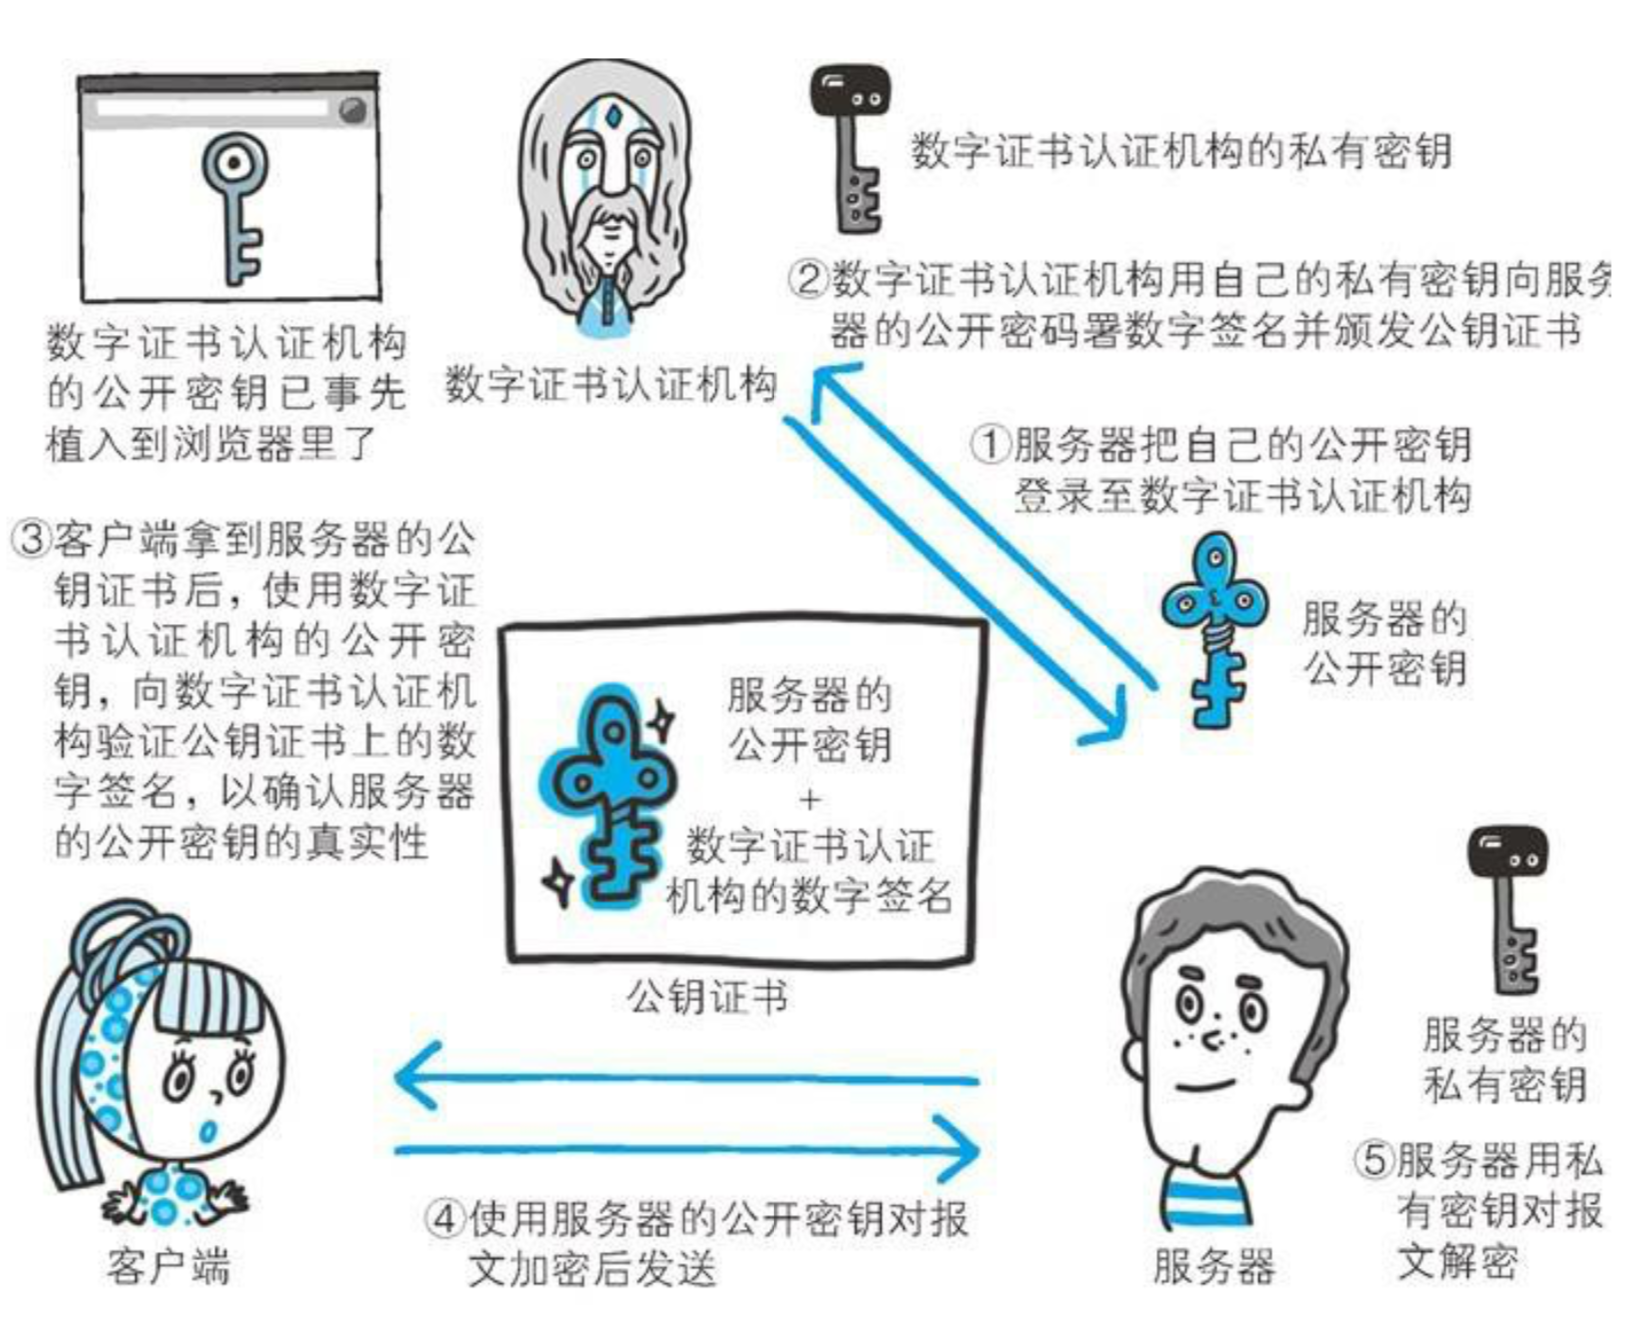 数字证书认证机构的私有密钥
②数字证书认证机构用自己的私有密钥向服务
器的公开密码署数字签名并颁发公钥证书
数字证书认证机构
的公开密钥已事先
植入到浏览器里了
数字证书认证机构
①服务器把自己的公开密钥
登录至数字证书认证机构
③客户端拿到服务器的公
钥证书后，使用数字证
书认证机构的公开密
钥，向数字证书认证机
构验证公钥证书上的数
字签名，以确认服务器
的公开密钥的真实性
服务器的
公开密钥
服务器的
公开密钥
+
数字证书认证
机构的数字签名
公钥证书
服务器的
私有密钥
④使用服务器的公开密钥对报
文加密后发送
⑤服务器用私
有密钥对报
文解密
客户端
服务器